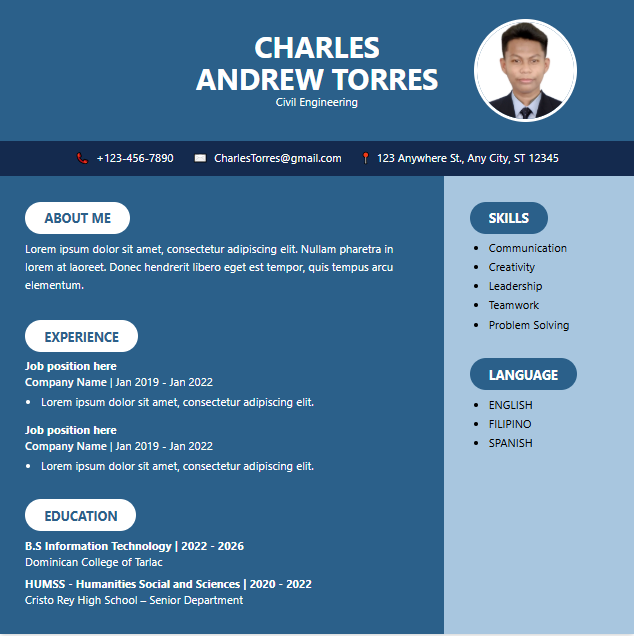 CHARLES
ANDREW TORRES
Civil Engineering
+123-456-7890 CharlesTorres@gmail.com 123 Anywhere St., Any City, ST 12345
ABOUT ME
Lorem ipsum dolor sit amet, consectetur adipiscing elit. Nullam pharetra in
lorem at laoreet. Donec hendrerit libero eget est tempor, quis tempus arcu
elementum.
EXPERIENCE
Job position here
Company Name | Jan 2019 - Jan 2022
• Lorem ipsum dolor sit amet, consectetur adipiscing elit.
Job position here
Company Name | Jan 2019 - Jan 2022
• Lorem ipsum dolor sit amet, consectetur adipiscing elit.
EDUCATION
B.S Information Technology | 2022 - 2026
Dominican College of Tarlac
HUMSS - Humanities Social and Sciences | 2020 - 2022
Cristo Rey High School – Senior Department
SKILLS
• Communication
• Creativity
• Leadership
• Teamwork
• Problem Solving
LANGUAGE
• ENGLISH
• FILIPINO
• SPANISH